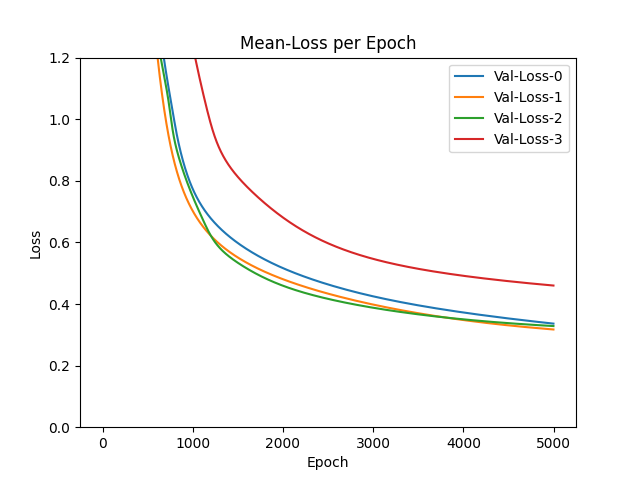 Mean-Loss per Epoch
Val-Loss-0
Val-Loss-1
Val-Loss-2
Val-Loss-3
Loss
1.2
1.0
0.8
0.6
0.4
0.2
0.0
0 1000 2000 3000 4000 5000
Epoch